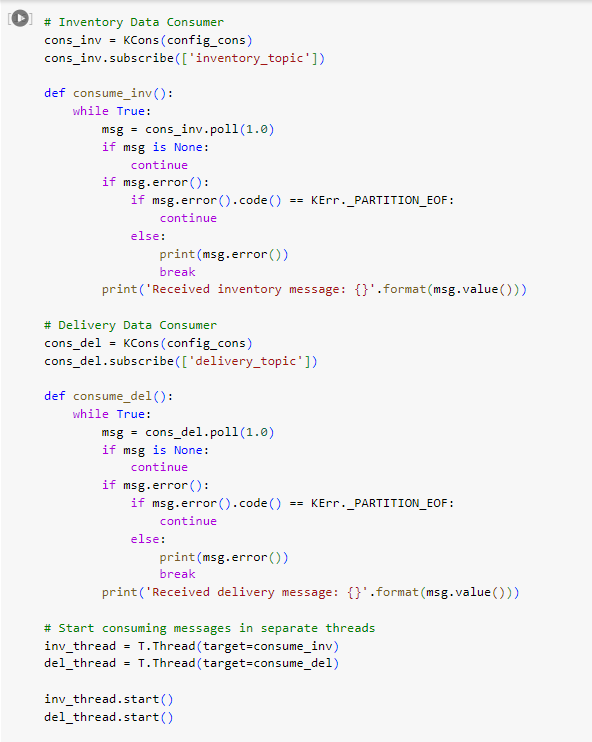 # Inventory Data Consumer
cons_inv = KCons(config_cons)
cons_inv.subscribe(['inventory_topic'])

def consume_inv():
    while True:
        msg = cons_inv.poll(1.0)
        if msg is None:
            continue
        if msg.error():
            if msg.error().code() == KErr._PARTITION_EOF:
                continue
            else:
                print(msg.error())
                break
        print('Received inventory message: {}'.format(msg.value()))

# Delivery Data Consumer
cons_del = KCons(config_cons)
cons_del.subscribe(['delivery_topic'])

def consume_del():
    while True:
        msg = cons_del.poll(1.0)
        if msg is None:
            continue
        if msg.error():
            if msg.error().code() == KErr._PARTITION_EOF:
                continue
            else:
                print(msg.error())
                break
        print('Received delivery message: {}'.format(msg.value()))

# Start consuming messages in separate threads
inv_thread = T.Thread(target=consume_inv)
del_thread = T.Thread(target=consume_del)

inv_thread.start()
del_thread.start()